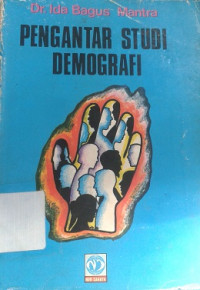 Dr. Ida Bagus Mantra
PENGANTAR STUDI
DEMOGRAFI